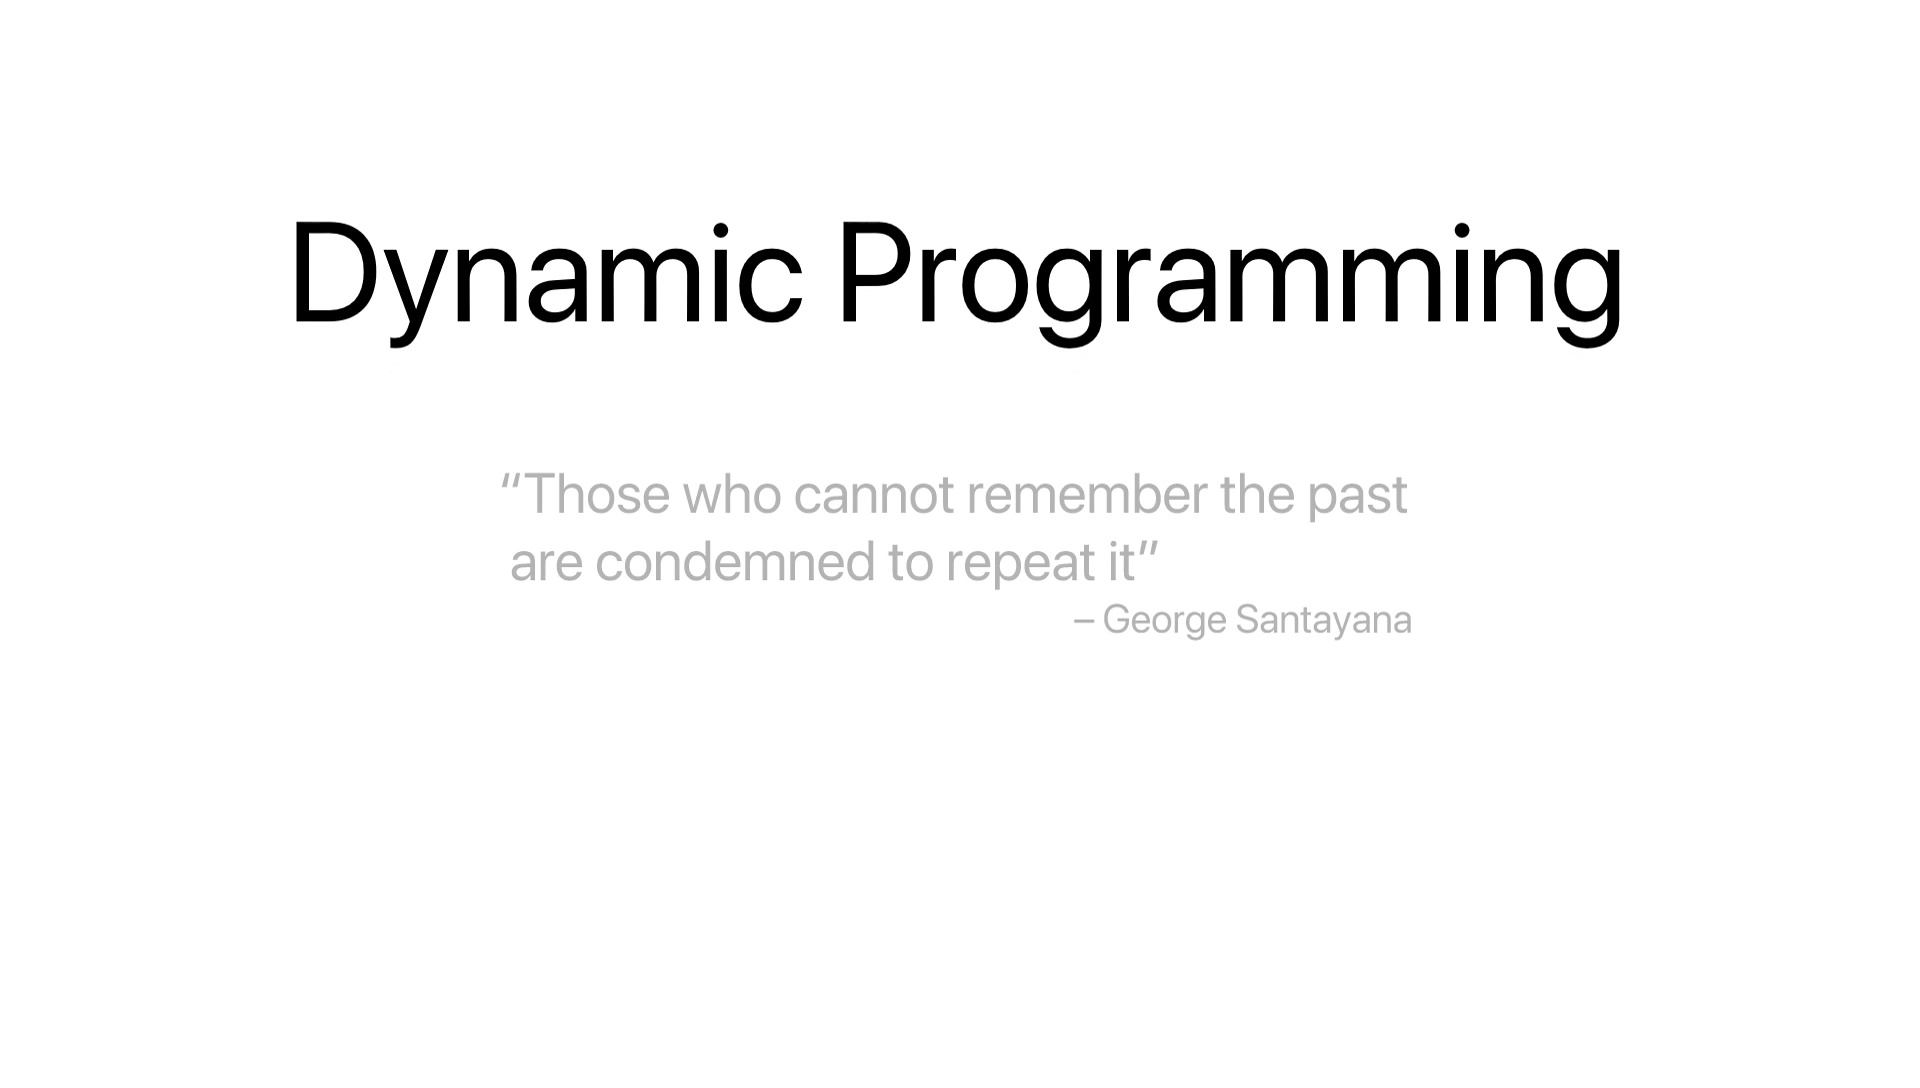 Dynamic Programming
“Those who cannot remember the past
are condemned to repeat it”
– George Santayana